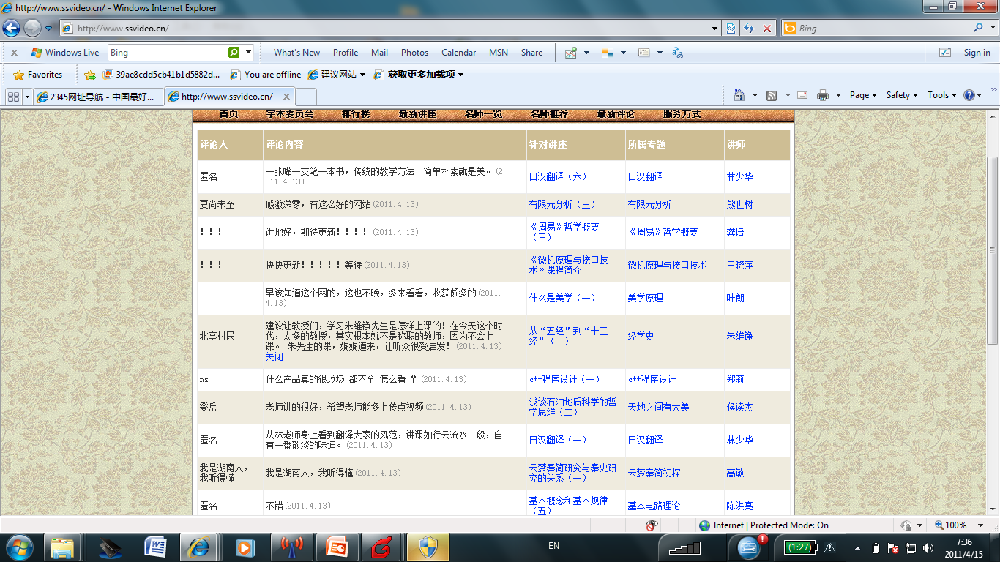 http://www.ssvideo.cn/ - Windows Internet Explorer
http://www.ssvideo.cn/
Bing
Windows Live
Bing
What's New Profile Mail Photos Calendar MSN Share
Sign in
Favorites
39ae8cdd5cb41b1d5882d...
You are offline
建议网站
获取更多加载项
2345网址导航 - 中国最好...
http://www.ssvideo.cn/
Page Safety Tools
首页 学术委员会 排行榜 最新讲座 名师一览 名师推荐 最新评论 服务方式
评论人 评论内容 针对讲座 所属专题 讲师
匿名
一张嘴一支笔一本书，传统的教学方法。简单朴素就是美。(2
011.4.13)
日汉翻译（六） 日汉翻译 林少华
夏尚未至 感激涕零，有这么好的网站(2011.4.13) 有限元分析（三） 有限元分析 熊世树
！！！ 讲地好，期待更新！！！！ (2011.4.13)
《周易》哲学概要
（三）
《周易》哲学概要 龚培
！！！ 快快更新！！！！！等待(2011.4.13)
《微机原理与接口技
术》课程简介
微机原理与接口技术 王晓萍
早该知道这个网的，这也不晚，多来看看，收获颇多的(2011.
4.13)
什么是美学（一） 美学原理 叶朗
北亭村民
建议让教授们，学习朱维铮先生是怎样上课的！在今天这个时
代，太多的教授，其实根本就不是称职的教师，因为不会上
课。 朱先生的课，娓娓道来，让听众很受启发！ (2011.4.13)
关闭
从“五经”到“十三
经”（上）
经学史 朱维铮
ns 什么产品真的很垃圾 都不全 怎么看 ？(2011.4.13) c++程序设计（一） c++程序设计 郑莉
登岳 老师讲的很好，希望老师能多上传点视频(2011.4.13)
浅谈石油地质科学的哲
学思维（二）
天地之间有大美 侯读杰
匿名
从林老师身上看到翻译大家的风范，讲课如行云流水一般，自
有一番散淡的味道。(2011.4.13)
日汉翻译（一） 日汉翻译 林少华
我是湖南人，
我听得懂
我是湖南人，我听得懂(2011.4.13)
云梦秦简研究与秦史研
究的关系（一）
云梦秦简初探 高敏
匿名 不错(2011.4.13)
基本概念和基本规律
（五）
基本电路理论 陈洪亮
Internet | Protected Mode: On
100%
EN
(1:27)
7:36
2011/4/15